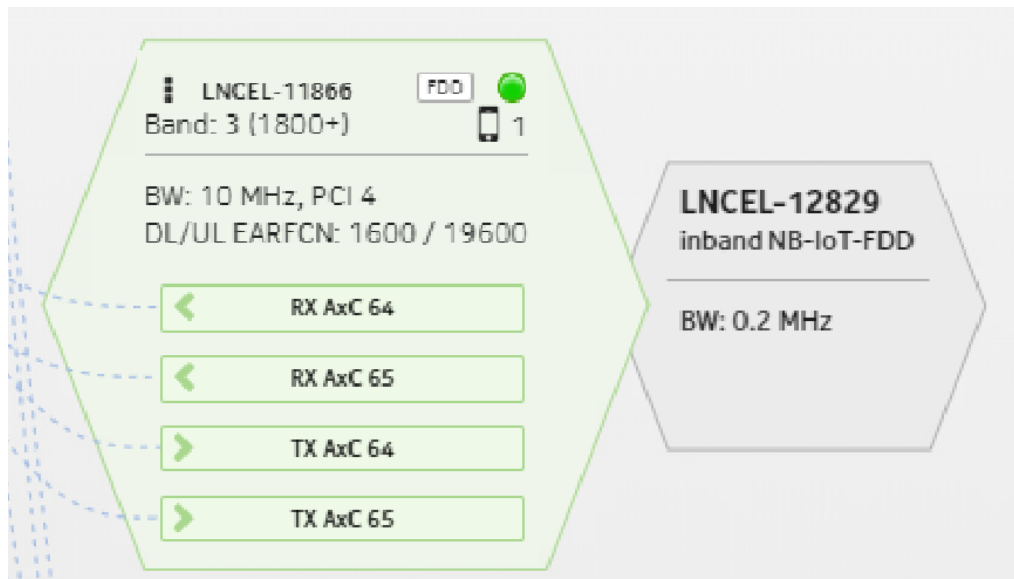 LNCEL-11866 FDD
Band: 3 (1800+) 1
BW: 10 MHz, PCI 4
DL/UL EARFCN: 1600 / 19600
RX AxC 64
RX AxC 65
TX AxC 64
TX AxC 65
LNCEL-12829
inband NB-IoT-FDD
BW: 0.2 MHz